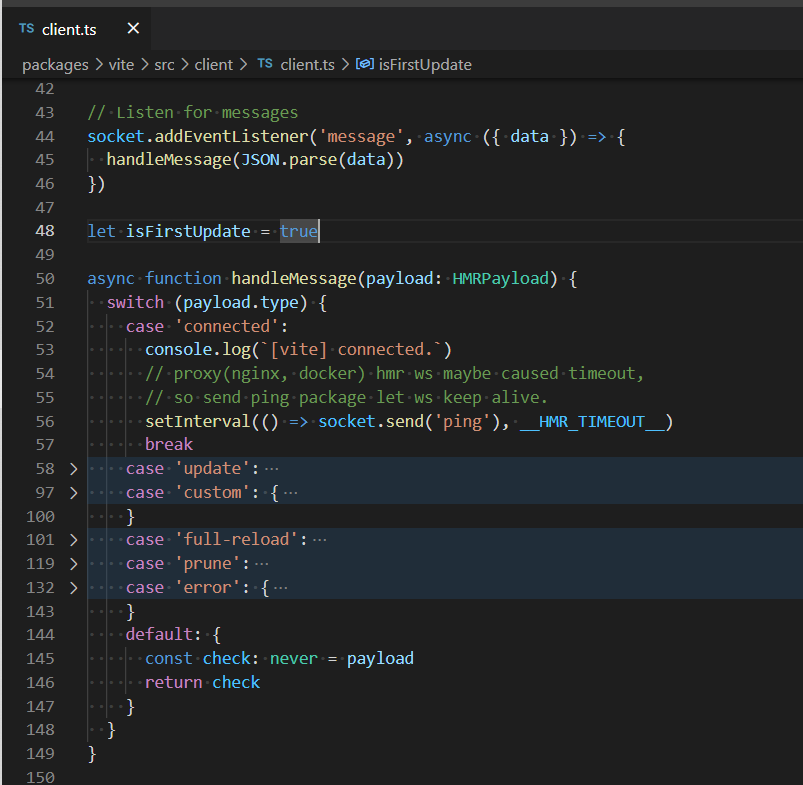 TS client.ts ×
packages > vite > src > client > TS client.ts > isFirstUpdate
42
43 // Listen for messages
44 socket.addEventListener('message', async ({ data }) => {
45   handleMessage(JSON.parse(data))
46 })
47
48 let isFirstUpdate = true
49
50 async function handleMessage(payload: HMRPayload) {
51   switch (payload.type) {
52     case 'connected':
53       console.log(`[vite] connected.`)
54       // proxy(nginx, docker) hmr ws maybe caused timeout,
55       // so send ping package let ws keep alive.
56       setInterval(() => socket.send('ping'), __HMR_TIMEOUT__)
57       break
58 >     case 'update': ···
97 >     case 'custom': { ···
100     }
101 >     case 'full-reload': ···
119 >     case 'prune': ···
132 >     case 'error': { ···
143     }
144     default: {
145       const check: never = payload
146       return check
147     }
148   }
149 }
150